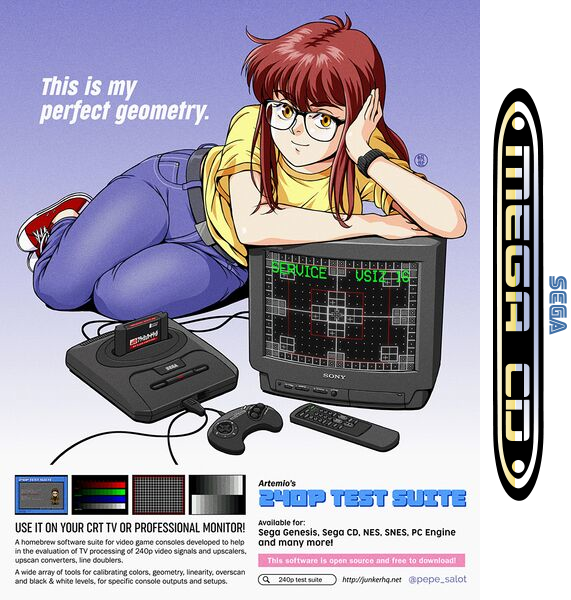 This is my
perfect geometry.
SERVICE VSIZ 16
SEGA
SONY
240P TEST SUITE
USE IT ON YOUR CRT TV OR PROFESSIONAL MONITOR!
A homebrew software suite for video game consoles developed to help
in the evaluation of TV processing of 240p video signals and upscalers,
upscan converters, line doublers.
A wide array of tools for calibrating colors, geometry, linearity, overscan
and black & white levels, for specific console outputs and setups.
Artemio's
240P TEST SUITE
Available for:
Sega Genesis, Sega CD, NES, SNES, PC Engine
and many more!
This software is open source and free to download!
240p test suite
http://junkerhq.net
@pepe_salot
MEGA CD
SEGA